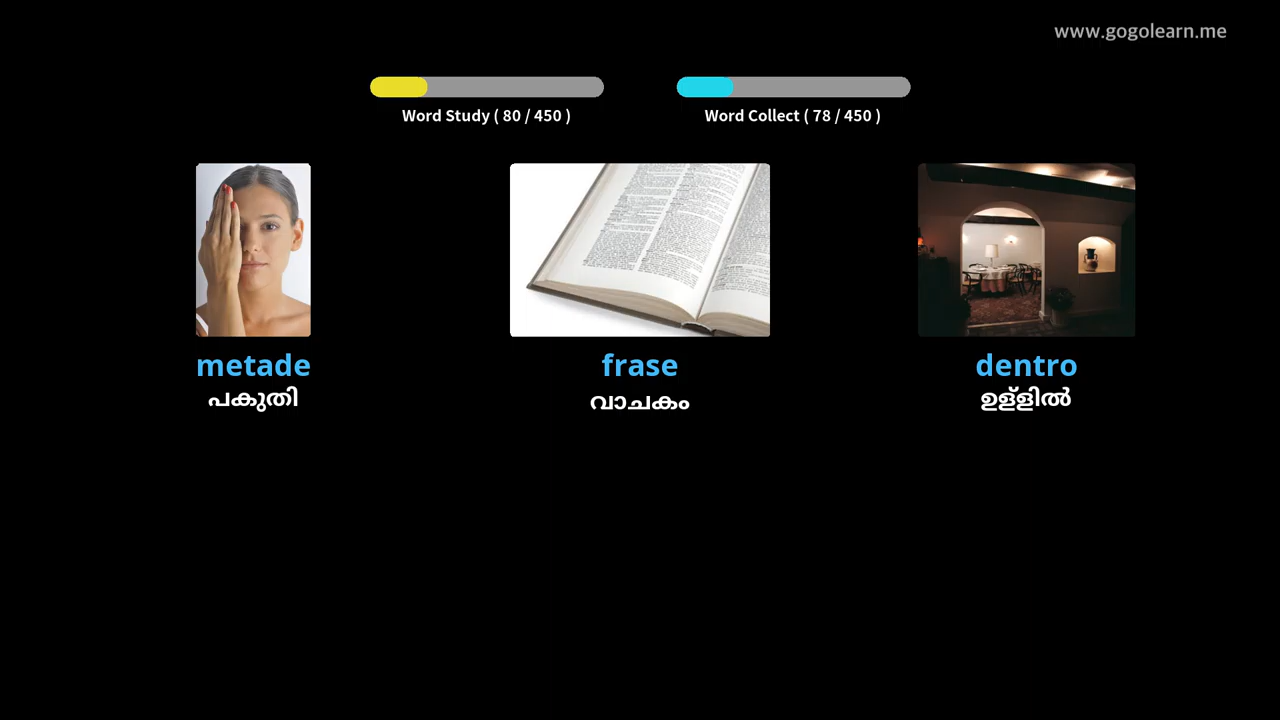 www.gogolearn.me
Word Study ( 80 / 450 )
Word Collect ( 78 / 450 )
metade
പകുതി
frase
വാചകം
dentro
ഉള്ളിൽ